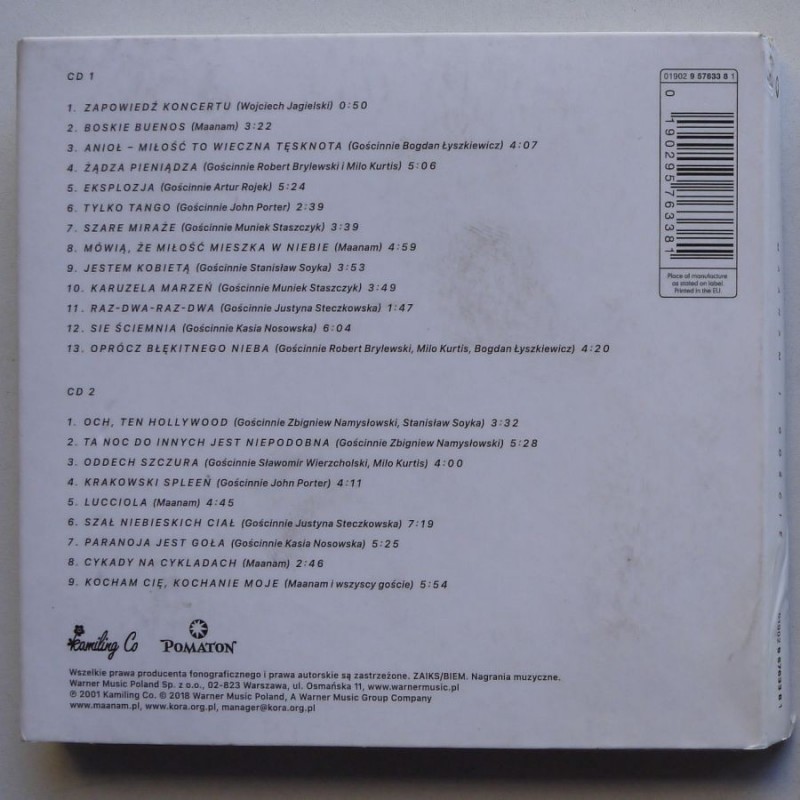 CD 1
1. ZAPOWIEDŹ KONCERTU (Wojciech Jagielski) 0:50
2. BOSKIE BUENOS (Maanam) 3:22
3. ANIOŁ – MIŁOŚĆ TO WIECZNA TĘSKNOTA (Gościnnie Bogdan Łyszkiewicz) 4:07
4. ŻĄDZA PIENIĄDZA (Gościnnie Robert Brylewski i Milo Kurtis) 5:06
5. EKSPLOZJA (Gościnnie Artur Rojek) 5:24
6. TYLKO TANGO (Gościnnie John Porter) 2:39
7. SZARE MIRAŻE (Gościnnie Muniek Staszczyk) 3:39
8. MÓWIĄ, ŻE MIŁOŚĆ MIESZKA W NIEBIE (Maanam) 4:59
9. JESTEM KOBIETĄ (Gościnnie Stanisław Soyka) 3:53
10. KARUZELA MARZEŃ (Gościnnie Muniek Staszczyk) 3:49
11. RAZ-DWA-RAZ-DWA (Gościnnie Justyna Steczkowska) 1:47
12. SIE ŚCIEMNIA (Gościnnie Kasia Nosowska) 6:04
13. OPRÓCZ BŁĘKITNEGO NIEBA (Gościnnie Robert Brylewski, Milo Kurtis, Bogdan Łyszkiewicz) 4:20
CD 2
1. OCH, TEN HOLLYWOOD (Gościnnie Zbigniew Namysłowski, Stanisław Soyka) 3:32
2. TA NOC DO INNYCH JEST NIEPODOBNA (Gościnnie Zbigniew Namysłowski) 5:28
3. ODDECH SZCZURA (Gościnnie Sławomir Wierzcholski, Milo Kurtis) 4:00
4. KRAKOWSKI SPLEEŃ (Gościnnie John Porter) 4:11
5. LUCCIOLA (Maanam) 4:45
6. SZAŁ NIEBIESKICH CIAŁ (Gościnnie Justyna Steczkowska) 7:19
7. PARANOJA JEST GOŁA (Gościnnie Kasia Nosowska) 5:25
8. CYKADY NA CYKLADACH (Maanam) 2:46
9. KOCHAM CIĘ, KOCHANIE MOJE (Maanam i wszyscy goście) 5:54
Kamiling Co
POMATON
Wszelkie prawa producenta fonograficznego i prawa autorskie są zastrzeżone. ZAIKS/BIEM. Nagrania muzyczne.
Warner Music Poland Sp. z o.o., 02-823 Warszawa, ul. Osmańska 11, www.warnermusic.pl
℗ 2001 Kamiling Co. © 2018 Warner Music Poland, A Warner Music Group Company
www.maanam.pl, www.kora.org.pl, manager@kora.org.pl
01902 9 57633 8 1
0 190295 763381
Place of manufacture
as stated on label.
Printed in the EU.